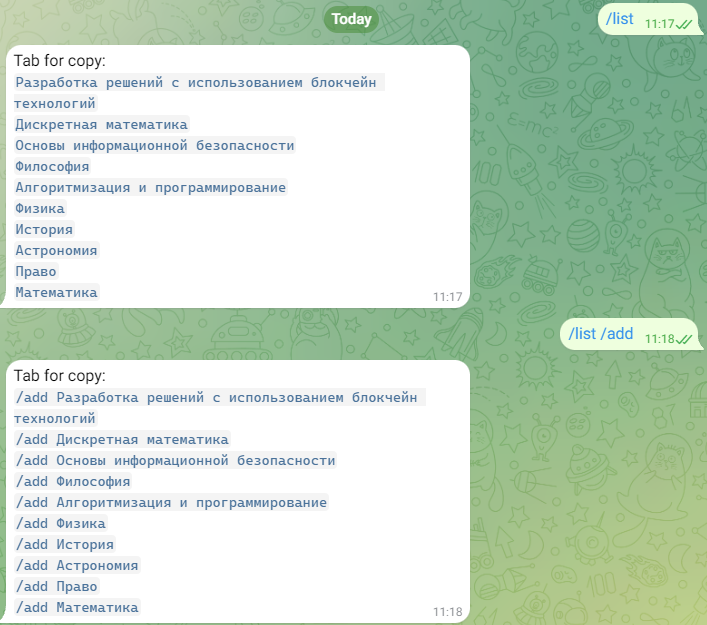 Today
/list 11:17
Tab for copy:
Разработка решений с использованием блокчейн
технологий
Дискретная математика
Основы информационной безопасности
Философия
Алгоритмизация и программирование
Физика
История
Астрономия
Право
Математика
11:17
/list /add 11:18
Tab for copy:
/add Разработка решений с использованием блокчейн
технологий
/add Дискретная математика
/add Основы информационной безопасности
/add Философия
/add Алгоритмизация и программирование
/add Физика
/add История
/add Астрономия
/add Право
/add Математика
11:18